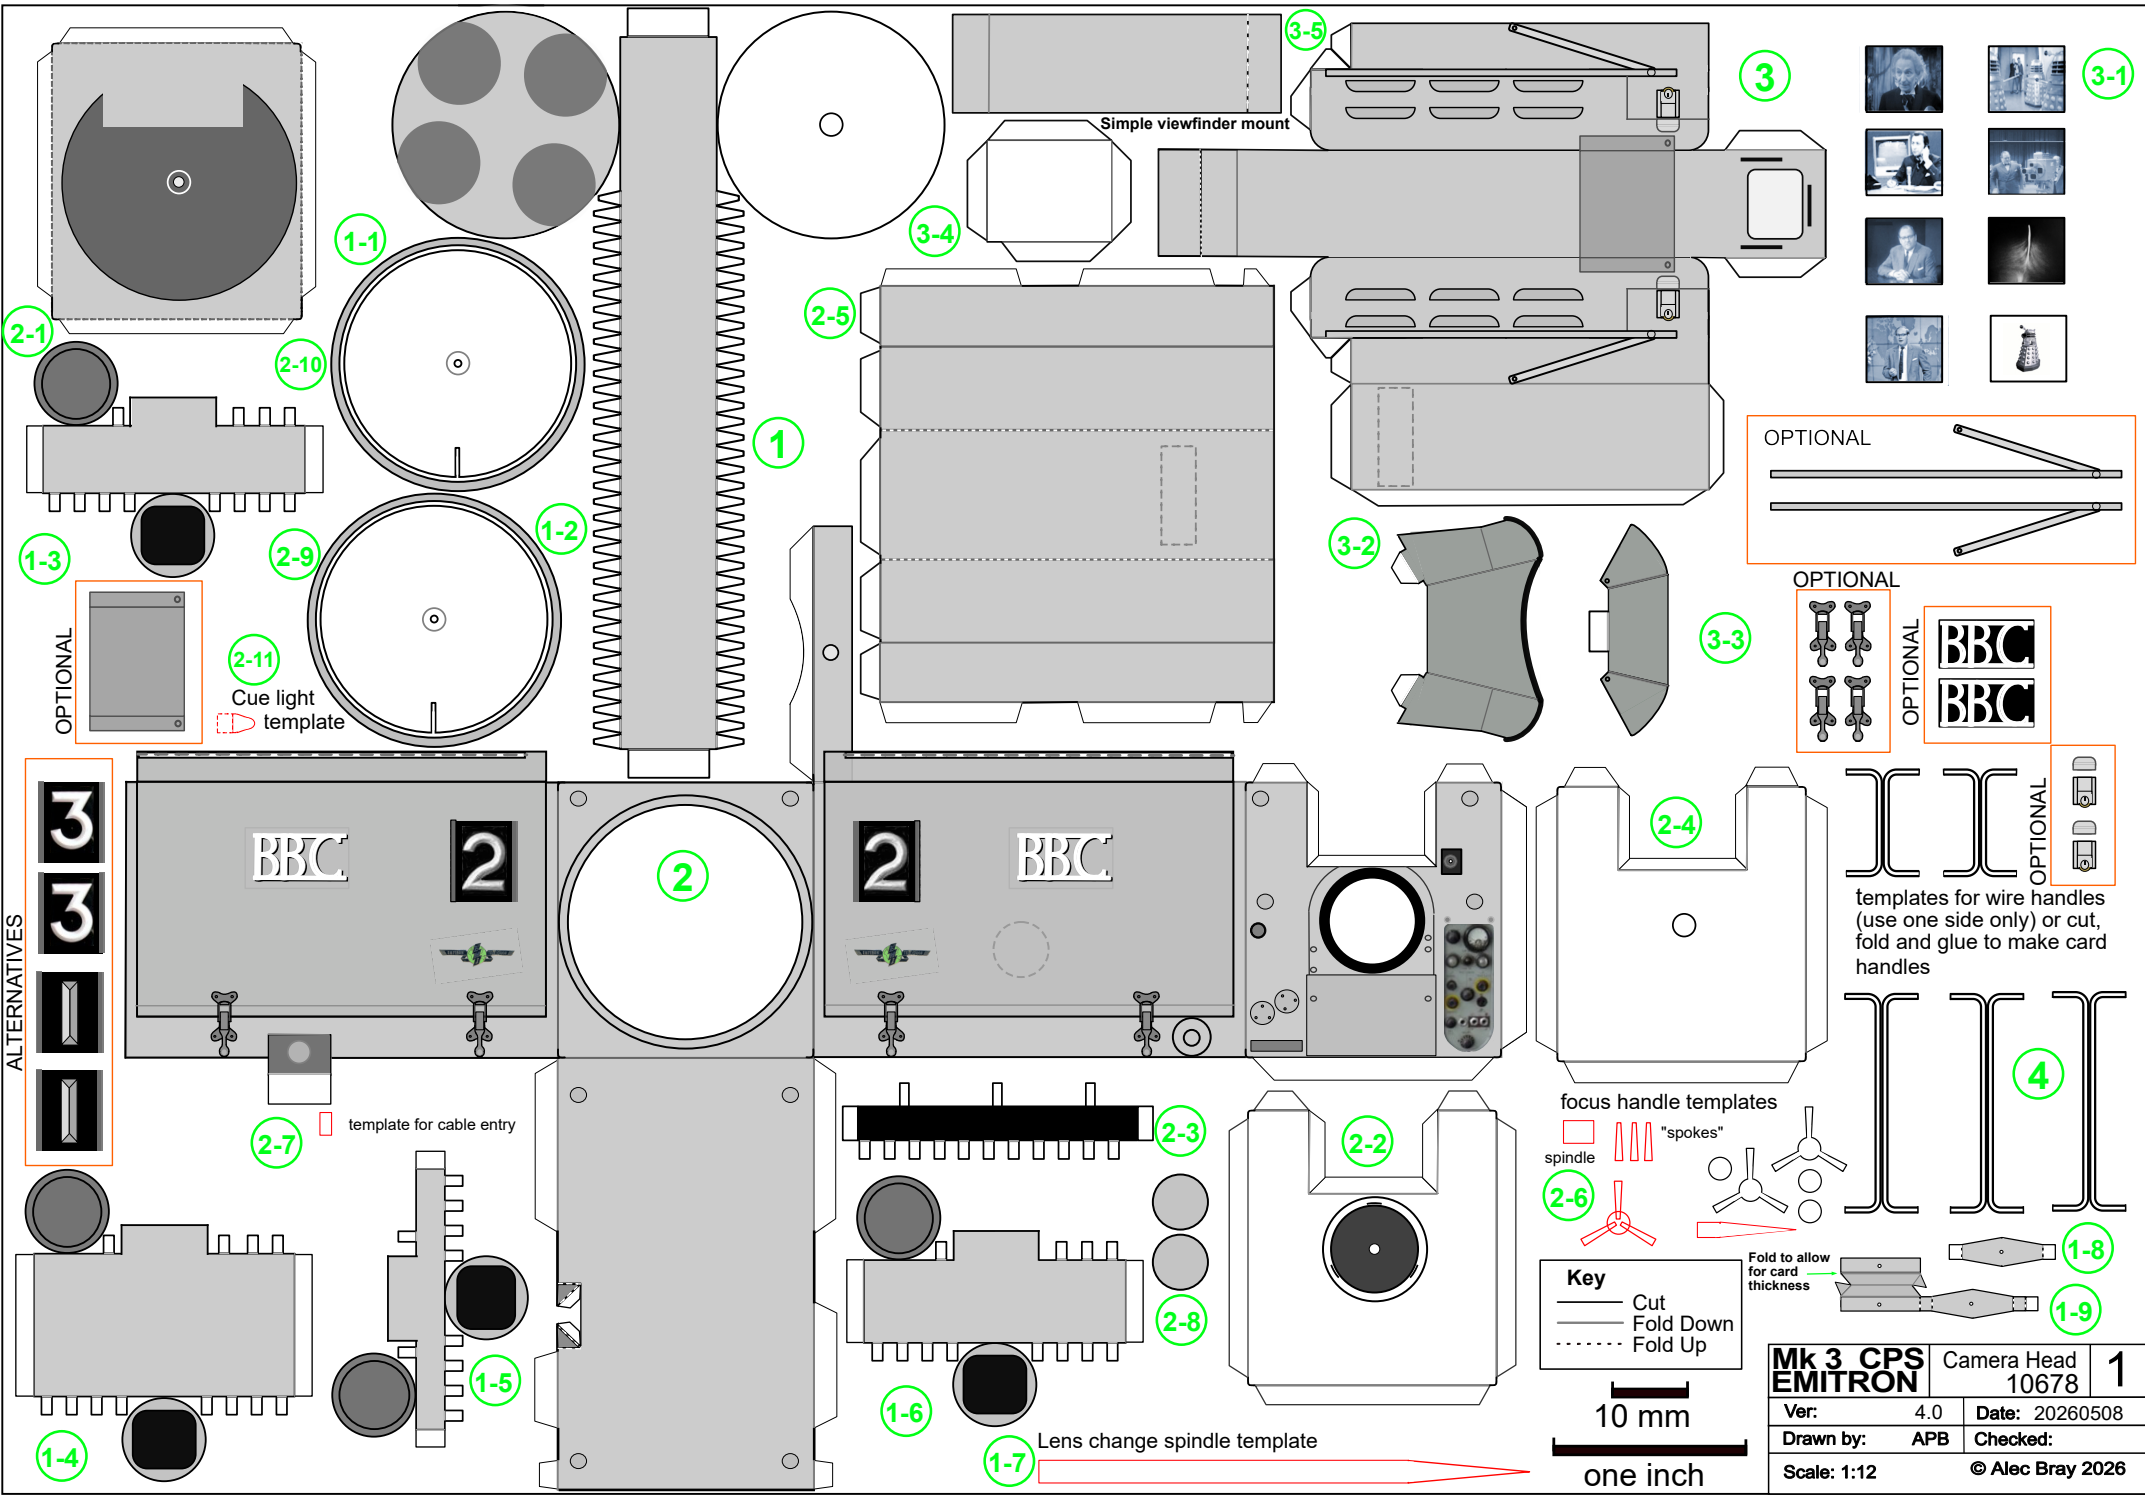 3-5
3
3-1
Simple viewfinder mount
1-1
3-4
2-1
2-10
2-5
1
OPTIONAL
1-3
2-9
1-2
3-2
3-3
OPTIONAL
OPTIONAL
BBC
BBC
OPTIONAL
2-11
Cue light
template
OPTIONAL
ALTERNATIVES
3
3
BBC
2
2
2
BBC
2-4
templates for wire handles
(use one side only) or cut,
fold and glue to make card
handles
4
2-7
template for cable entry
2-3
2-2
focus handle templates
"spokes"
spindle
2-6
2-8
1-8
Fold to allow
for card
thickness
1-9
Key
Cut
Fold Down
Fold Up
1-5
1-4
1-6
1-7
Lens change spindle template
10 mm
one inch
Mk 3 CPS
EMITRON
Camera Head
10678
1
Ver: 4.0
Date: 20260508
Drawn by: APB
Checked:
Scale: 1:12
© Alec Bray 2026